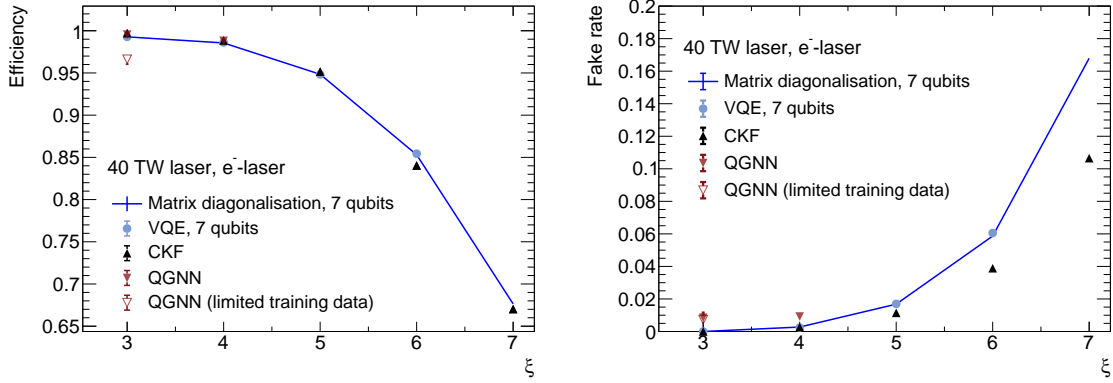 Efficiency
1
0.95
0.9
0.85
0.8
0.75
0.7
0.65
40 TW laser, e⁻-laser
Matrix diagonalisation, 7 qubits
VQE, 7 qubits
CKF
QGNN
QGNN (limited training data)
3 4 5 6 7
ξ
Fake rate
0.2
0.18
0.16
0.14
0.12
0.1
0.08
0.06
0.04
0.02
0
40 TW laser, e⁻-laser
Matrix diagonalisation, 7 qubits
VQE, 7 qubits
CKF
QGNN
QGNN (limited training data)
3 4 5 6 7
ξ